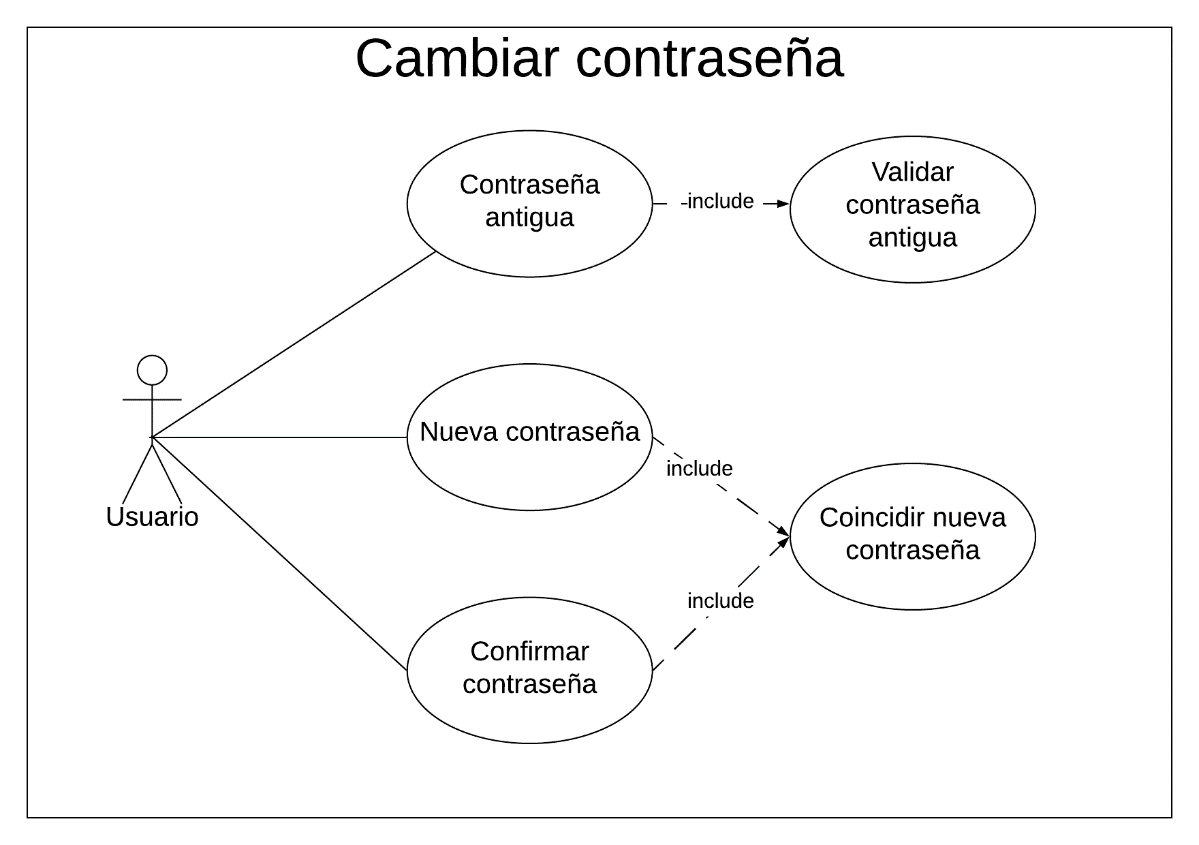 Cambiar contraseña
Contraseña
antigua
include
Validar
contraseña
antigua
Usuario
Nueva contraseña
include
Coincidir nueva
contraseña
include
Confirmar
contraseña